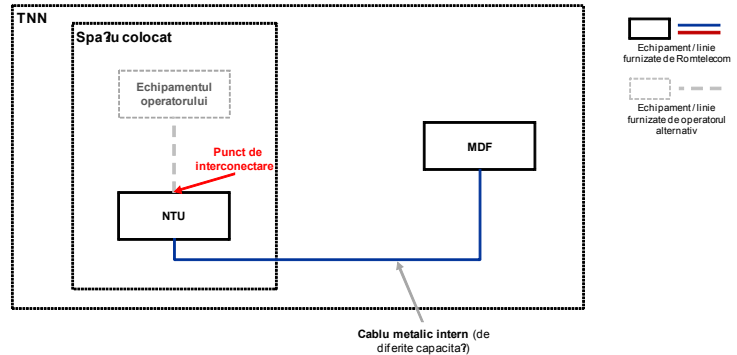 TNN
Spa?u colocat
Echipamentul
operatorului
Punct de
interconectare
NTU
MDF
Cablu metalic intern (de
diferite capacita?)
Echipament / linie
furnizate de Romtelecom
Echipament / linie
furnizate de operatorul
alternativ